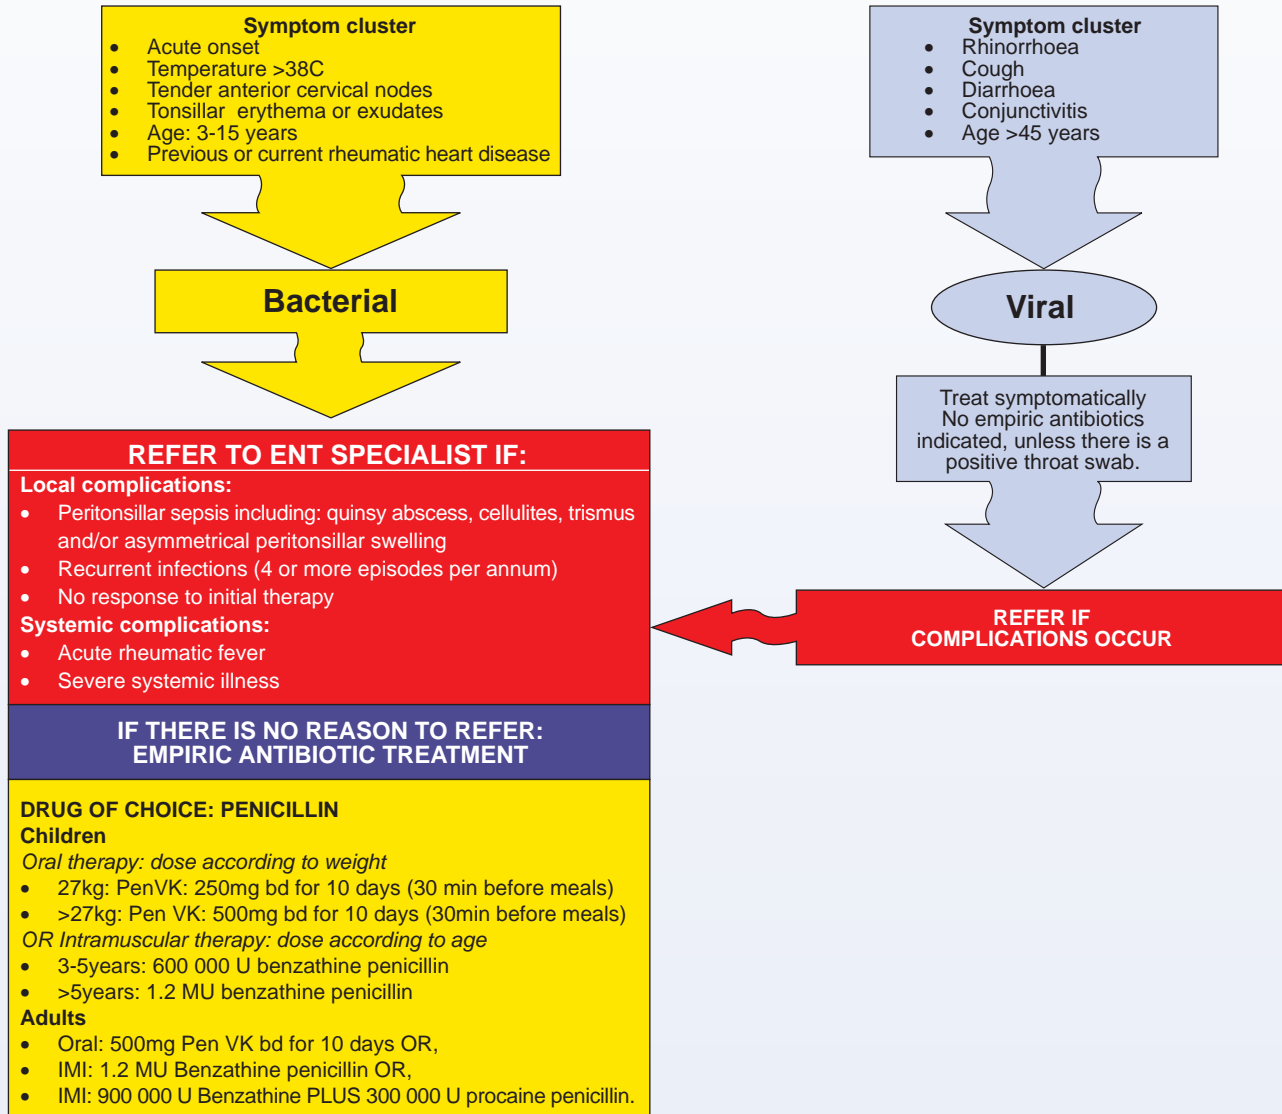 Symptom cluster
• Acute onset
• Temperature >38C
• Tender anterior cervical nodes
• Tonsillar erythema or exudates
• Age: 3-15 years
• Previous or current rheumatic heart disease
Bacterial
REFER TO ENT SPECIALIST IF:
Local complications:
• Peritonsillar sepsis including: quinsy abscess, cellulites, trismus
and/or asymmetrical peritonsillar swelling
• Recurrent infections (4 or more episodes per annum)
• No response to initial therapy
Systemic complications:
• Acute rheumatic fever
• Severe systemic illness
IF THERE IS NO REASON TO REFER:
EMPIRIC ANTIBIOTIC TREATMENT
DRUG OF CHOICE: PENICILLIN
Children
Oral therapy: dose according to weight
• 27kg: PenVK: 250mg bd for 10 days (30 min before meals)
• >27kg: Pen VK: 500mg bd for 10 days (30min before meals)
OR Intramuscular therapy: dose according to age
• 3-5years: 600 000 U benzathine penicillin
• >5years: 1.2 MU benzathine penicillin
Adults
• Oral: 500mg Pen VK bd for 10 days OR,
• IMI: 1.2 MU Benzathine penicillin OR,
• IMI: 900 000 U Benzathine PLUS 300 000 U procaine penicillin.
Symptom cluster
• Rhinorrhoea
• Cough
• Diarrhoea
• Conjunctivitis
• Age >45 years
Viral
Treat symptomatically
No empiric antibiotics
indicated, unless there is a
positive throat swab.
REFER IF
COMPLICATIONS OCCUR